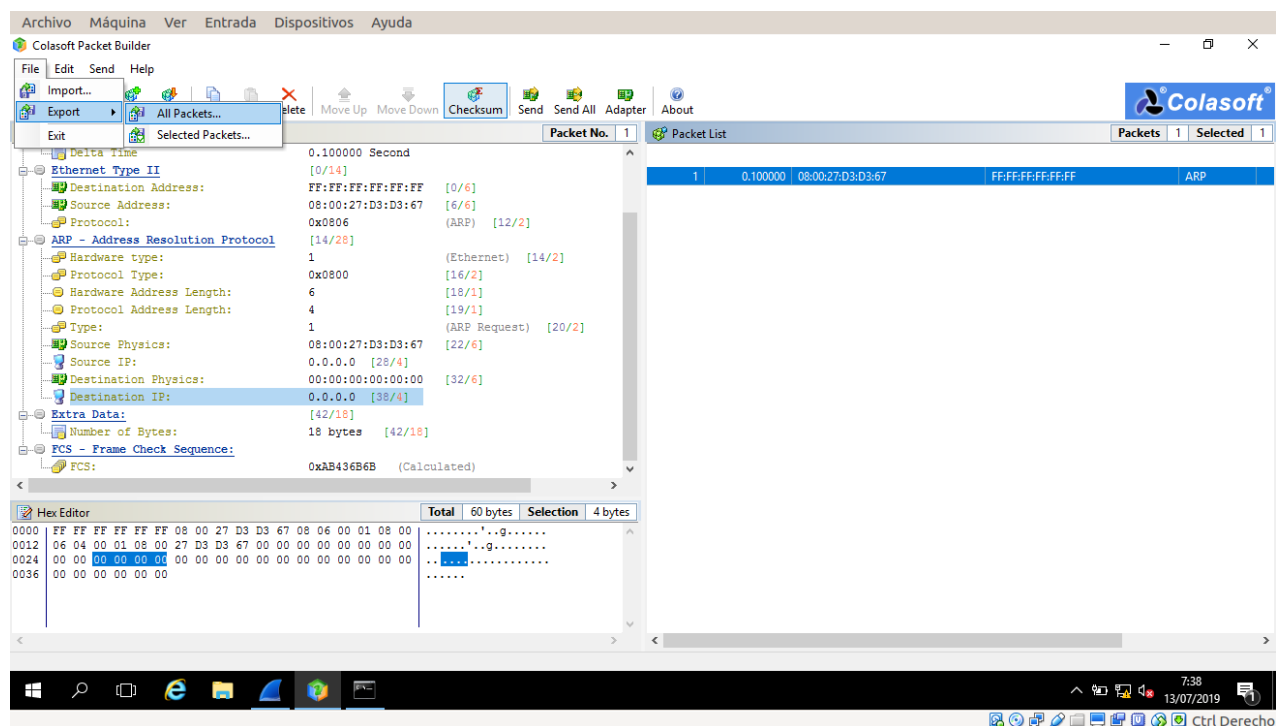 Archivo Máquina Ver Entrada Dispositivos Ayuda
Colasoft Packet Builder
File Edit Send Help
Import...
Export
All Packets...
Exit
Selected Packets...
Move Up Move Down Checksum Send Send All Adapter About
Colasoft®
Packet No. 1
Packet List
Packets 1 Selected 1
Delta Time 0.100000 Second
Ethernet Type II [0/14]
Destination Address: FF:FF:FF:FF:FF:FF [0/6]
Source Address: 08:00:27:D3:D3:67 [6/6]
Protocol: 0x0806 (ARP) [12/2]
ARP - Address Resolution Protocol [14/28]
Hardware type: 1 (Ethernet) [14/2]
Protocol Type: 0x0800 [16/2]
Hardware Address Length: 6 [18/1]
Protocol Address Length: 4 [19/1]
Type: 1 (ARP Request) [20/2]
Source Physics: 08:00:27:D3:D3:67 [22/6]
Source IP: 0.0.0.0 [28/4]
Destination Physics: 00:00:00:00:00:00 [32/6]
Destination IP: 0.0.0.0 [38/4]
Extra Data: [42/18]
Number of Bytes: 18 bytes [42/18]
FCS - Frame Check Sequence:
FCS: 0xAB436B6B (Calculated)
1 0.100000 08:00:27:D3:D3:67 FF:FF:FF:FF:FF:FF ARP
Hex Editor Total 60 bytes Selection 4 bytes
0000 FF FF FF FF FF FF 08 00 27 D3 D3 67 08 06 00 01 08 00 ........'..g......
0012 06 04 00 01 08 00 27 D3 D3 67 00 00 00 00 00 00 00 00 ......'..g........
0024 00 00 00 00 00 00 00 00 00 00 00 00 00 00 00 00 00 00 ..................
0036 00 00 00 00 00 00 ......
7:38
13/07/2019
1
Ctrl Derecho